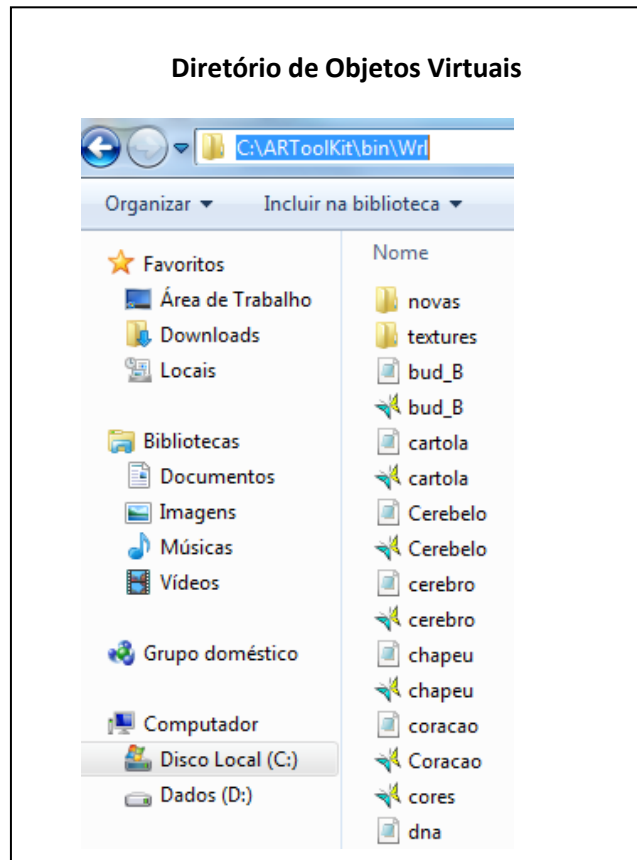 Diretório de Objetos Virtuais
C:\ARToolKit\bin\Wrl
Organizar
Incluir na biblioteca
Favoritos
Área de Trabalho
Downloads
Locais
Bibliotecas
Documentos
Imagens
Músicas
Vídeos
Grupo doméstico
Computador
Disco Local (C:)
Dados (D:)
Nome
novas
textures
bud_B
bud_B
cartola
cartola
Cerebelo
Cerebelo
cerebro
cerebro
chapeu
chapeu
coracao
Coracao
cores
dna